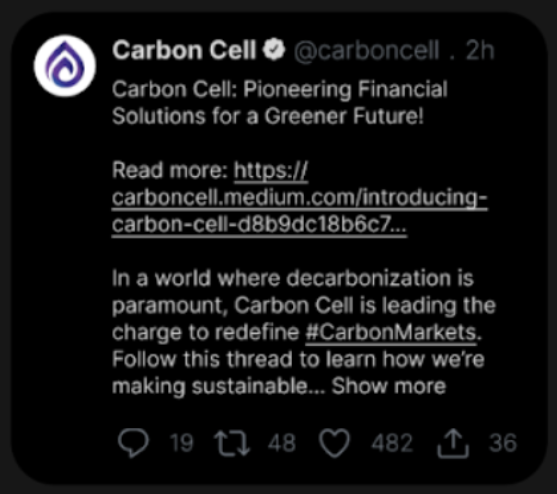 Carbon Cell @carboncell . 2h
Carbon Cell: Pioneering Financial
Solutions for a Greener Future!
Read more: https://
carboncell.medium.com/introducing-
carbon-cell-d8b9dc18b6c7...
In a world where decarbonization is
paramount, Carbon Cell is leading the
charge to redefine #CarbonMarkets.
Follow this thread to learn how we’re
making sustainable... Show more
19 48 482 36